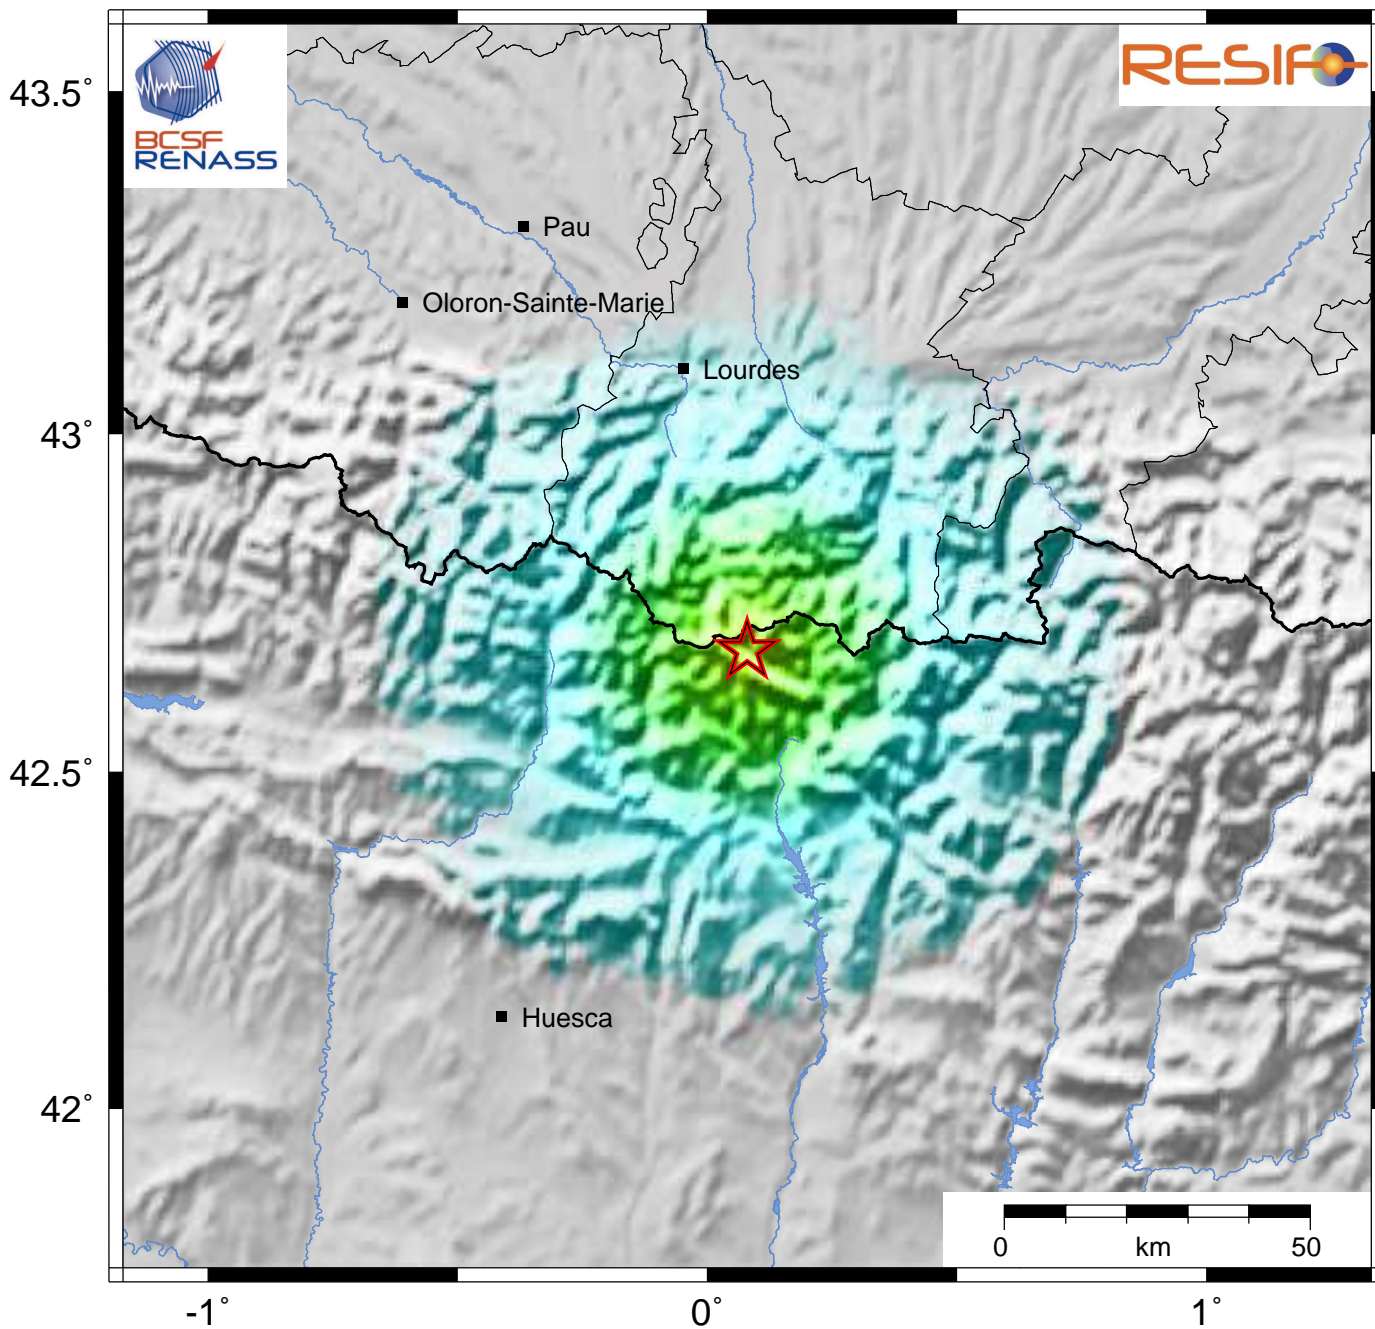 BCSF
RENASS
RESIF
43.5°
Pau
Oloron-Sainte-Marie
Lourdes
43°
42.5°
Huesca
42°
0 km 50
-1° 0° 1°